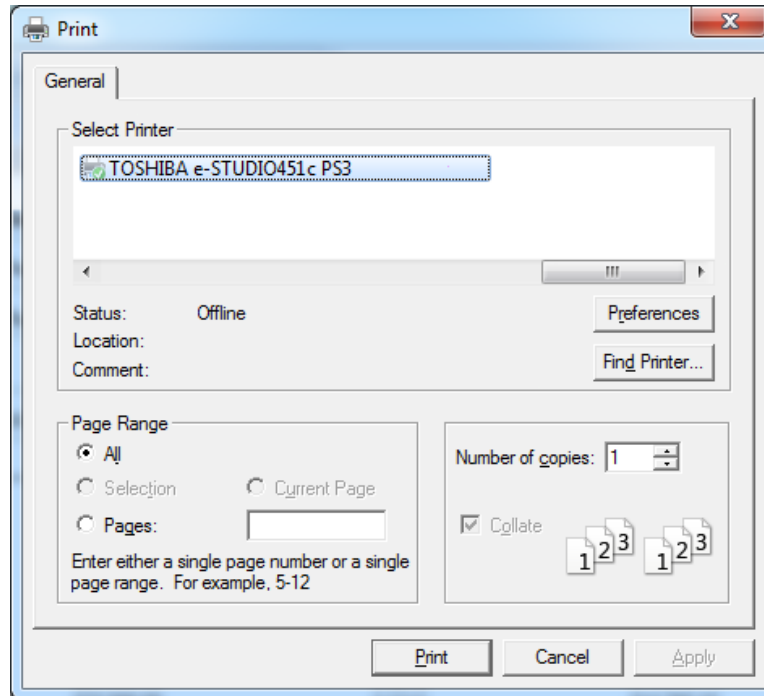 Print
General
Select Printer
TOSHIBA e-STUDIO451c PS3
Status: Offline
Preferences
Location:
Comment:
Find Printer...
Page Range
All
Selection
Current Page
Pages:
Enter either a single page number or a single
page range. For example, 5-12
Number of copies: 1
Collate
1 2 3 1 2 3
Print Cancel Apply